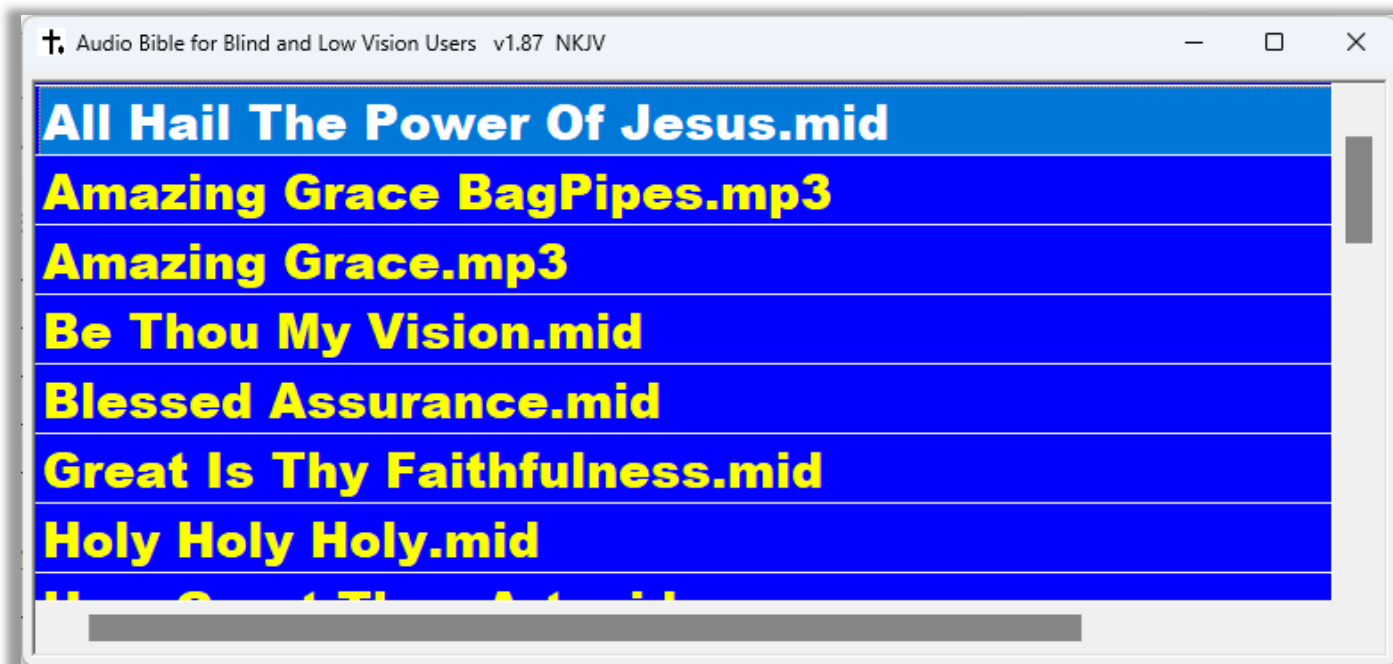 Audio Bible for Blind and Low Vision Users v1.87 NKJV
All Hail The Power Of Jesus.mid
Amazing Grace BagPipes.mp3
Amazing Grace.mp3
Be Thou My Vision.mid
Blessed Assurance.mid
Great Is Thy Faithfulness.mid
Holy Holy Holy.mid